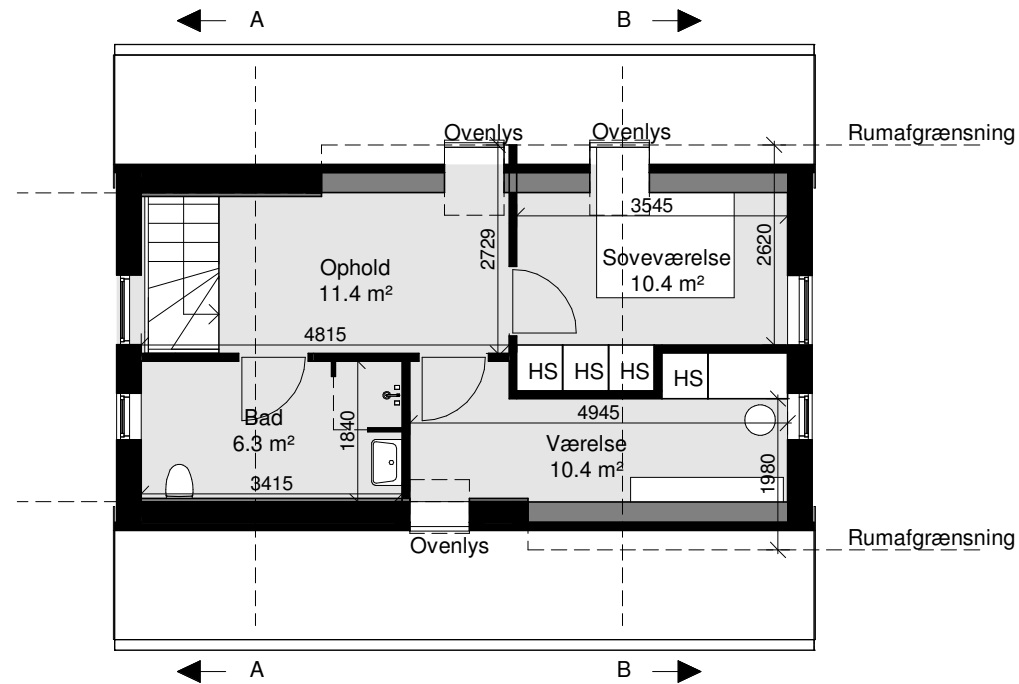 A
B
Ovenlys
Ovenlys
Rumafgrænsning
3545
2729
2620
Ophold
11.4 m²
Soveværelse
10.4 m²
4815
HS
HS
HS
HS
Bad
6.3 m²
1840
4945
Værelse
10.4 m²
1980
3415
Ovenlys
Rumafgrænsning
A
B